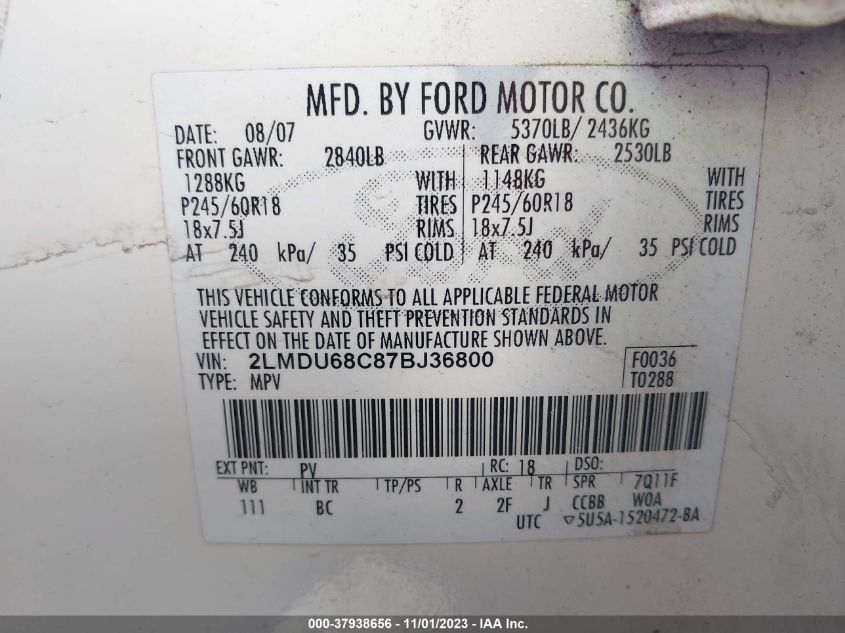 MFD. BY FORD MOTOR CO.
DATE: 08/07 GVWR: 5370LB/ 2436KG
FRONT GAWR: 2840LB REAR GAWR: 2530LB
1288KG WITH 1148KG WITH
P245/60R18 TIRES P245/60R18 TIRES
18x7.5J RIMS 18x7.5J RIMS
AT 240 kPa/ 35 PSI COLD AT 240 kPa/ 35 PSI COLD
THIS VEHICLE CONFORMS TO ALL APPLICABLE FEDERAL MOTOR
VEHICLE SAFETY AND THEFT PREVENTION STANDARDS IN
EFFECT ON THE DATE OF MANUFACTURE SHOWN ABOVE.
VIN: 2LMDU68C87BJ36800 F0036
TYPE: MPV T0288
EXT PNT: PV RC: 18 DSO:
WB INT TR TP/PS R AXLE TR SPR 7Q11F
111 BC 2 2F J CCBB WOA
UTC ▽5U5A-1520472-BA
Ford
000-37938656 - 11/01/2023 - IAA Inc.